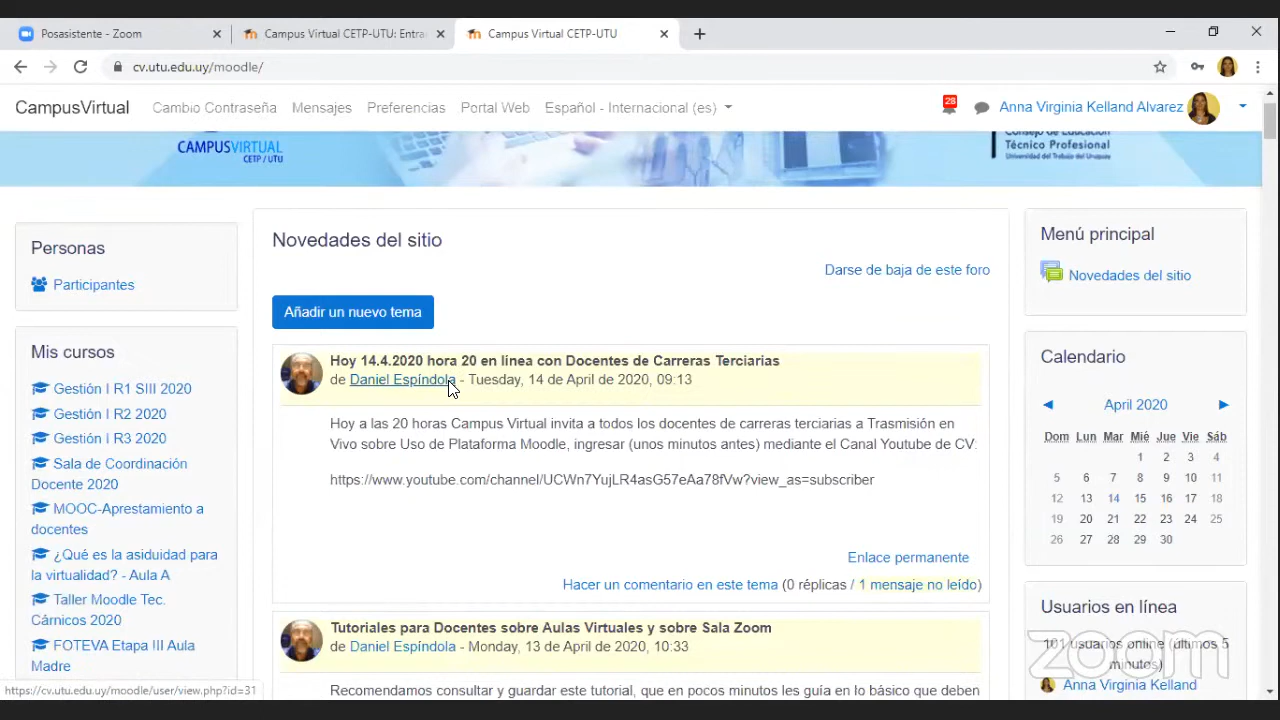 Posasistente - Zoom
Campus Virtual CETP-UTU: Entra
Campus Virtual CETP-UTU
cv.utu.edu.uy/moodle/
CampusVirtual
Cambio Contraseña
Mensajes
Preferencias
Portal Web
Español - Internacional (es)
28
Anna Virginia Kelland Alvarez
CAMPUSVIRTUAL
CETP / UTU
Consejo de Educación
Técnico Profesional
Universidad del Trabajo del Uruguay
Personas
Participantes
Mis cursos
Gestión I R1 SIII 2020
Gestión I R2 2020
Gestión I R3 2020
Sala de Coordinación
Docente 2020
MOOC-Aprestamiento a
docentes
¿Qué es la asiduidad para
la virtualidad? - Aula A
Taller Moodle Tec.
Cárnicos 2020
FOTEVA Etapa III Aula
Madre
https://cv.utu.edu.uy/moodle/user/view.php?id=31
Novedades del sitio
Darse de baja de este foro
Añadir un nuevo tema
Hoy 14.4.2020 hora 20 en línea con Docentes de Carreras Terciarias
de Daniel Espíndola - Tuesday, 14 de April de 2020, 09:13
Hoy a las 20 horas Campus Virtual invita a todos los docentes de carreras terciarias a Trasmisión en
Vivo sobre Uso de Plataforma Moodle, ingresar (unos minutos antes) mediante el Canal Youtube de CV:
https://www.youtube.com/channel/UCWn7YujLR4asG57eAa78fVw?view_as=subscriber
Enlace permanente
Hacer un comentario en este tema (0 réplicas / 1 mensaje no leído)
Tutoriales para Docentes sobre Aulas Virtuales y sobre Sala Zoom
de Daniel Espíndola - Monday, 13 de April de 2020, 10:33
Recomendamos consultar y guardar este tutorial, que en pocos minutos les guía en lo básico que deben
Menú principal
Novedades del sitio
Calendario
◄ April 2020 ►
Dom Lun Mar Mié Jue Vie Sáb
1 2 3 4
5 6 7 8 9 10 11
12 13 14 15 16 17 18
19 20 21 22 23 24 25
26 27 28 29 30
Usuarios en línea
101 usuarios online (últimos 5
minutos)
Anna Virginia Kelland
zoom